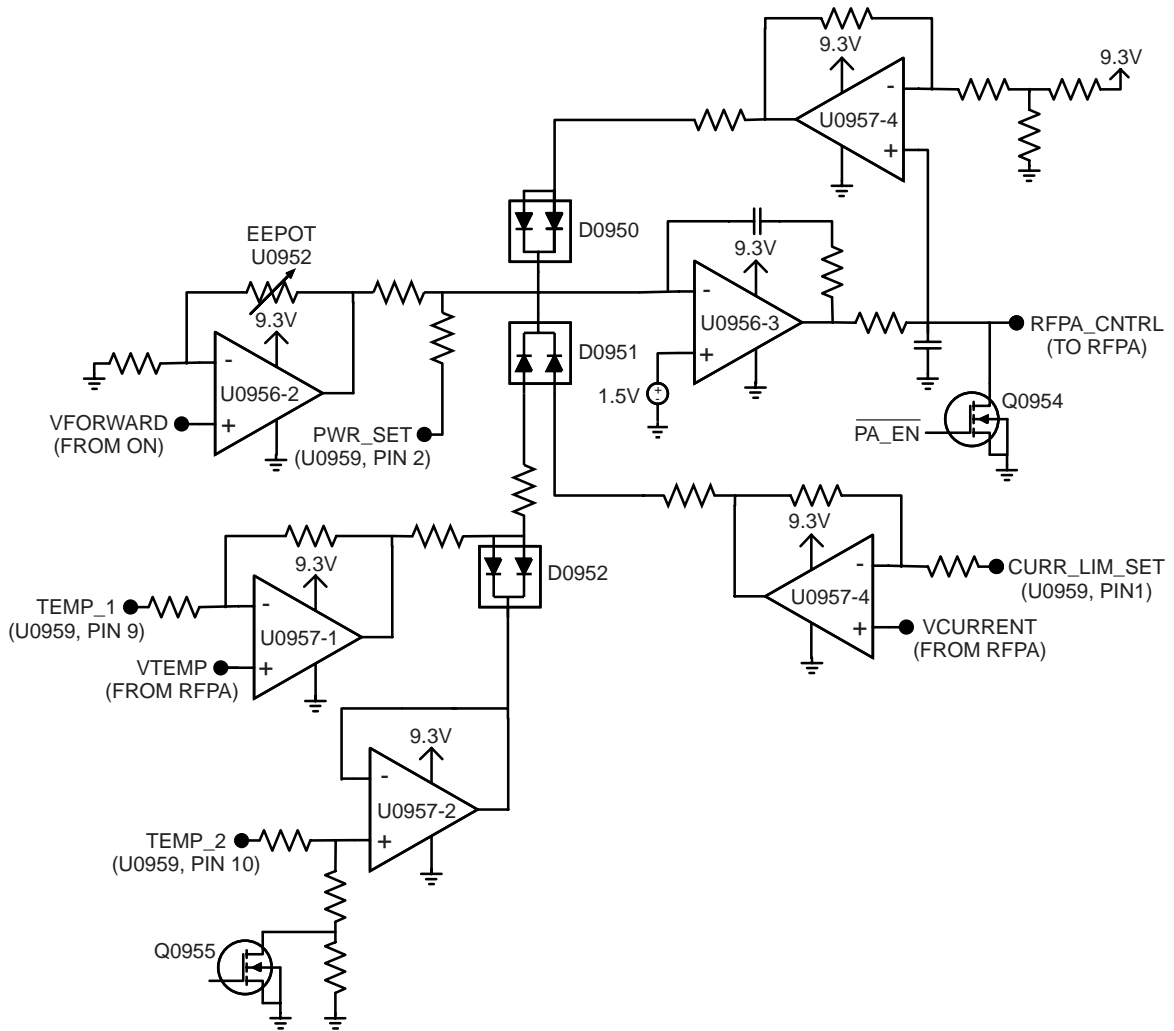 9.3V
9.3V
-
U0957-4
+
D0950
EEPOT
U0952
9.3V
-
U0956-2
+
VFORWARD
(FROM ON)
PWR_SET
(U0959, PIN 2)
D0951
9.3V
-
U0956-3
+
1.5V
+
-
RFPA_CNTRL
(TO RFPA)
Q0954
PA_EN
9.3V
-
U0957-1
+
TEMP_1
(U0959, PIN 9)
VTEMP
(FROM RFPA)
D0952
9.3V
-
U0957-4
+
CURR_LIM_SET
(U0959, PIN1)
VCURRENT
(FROM RFPA)
9.3V
-
U0957-2
+
TEMP_2
(U0959, PIN 10)
Q0955